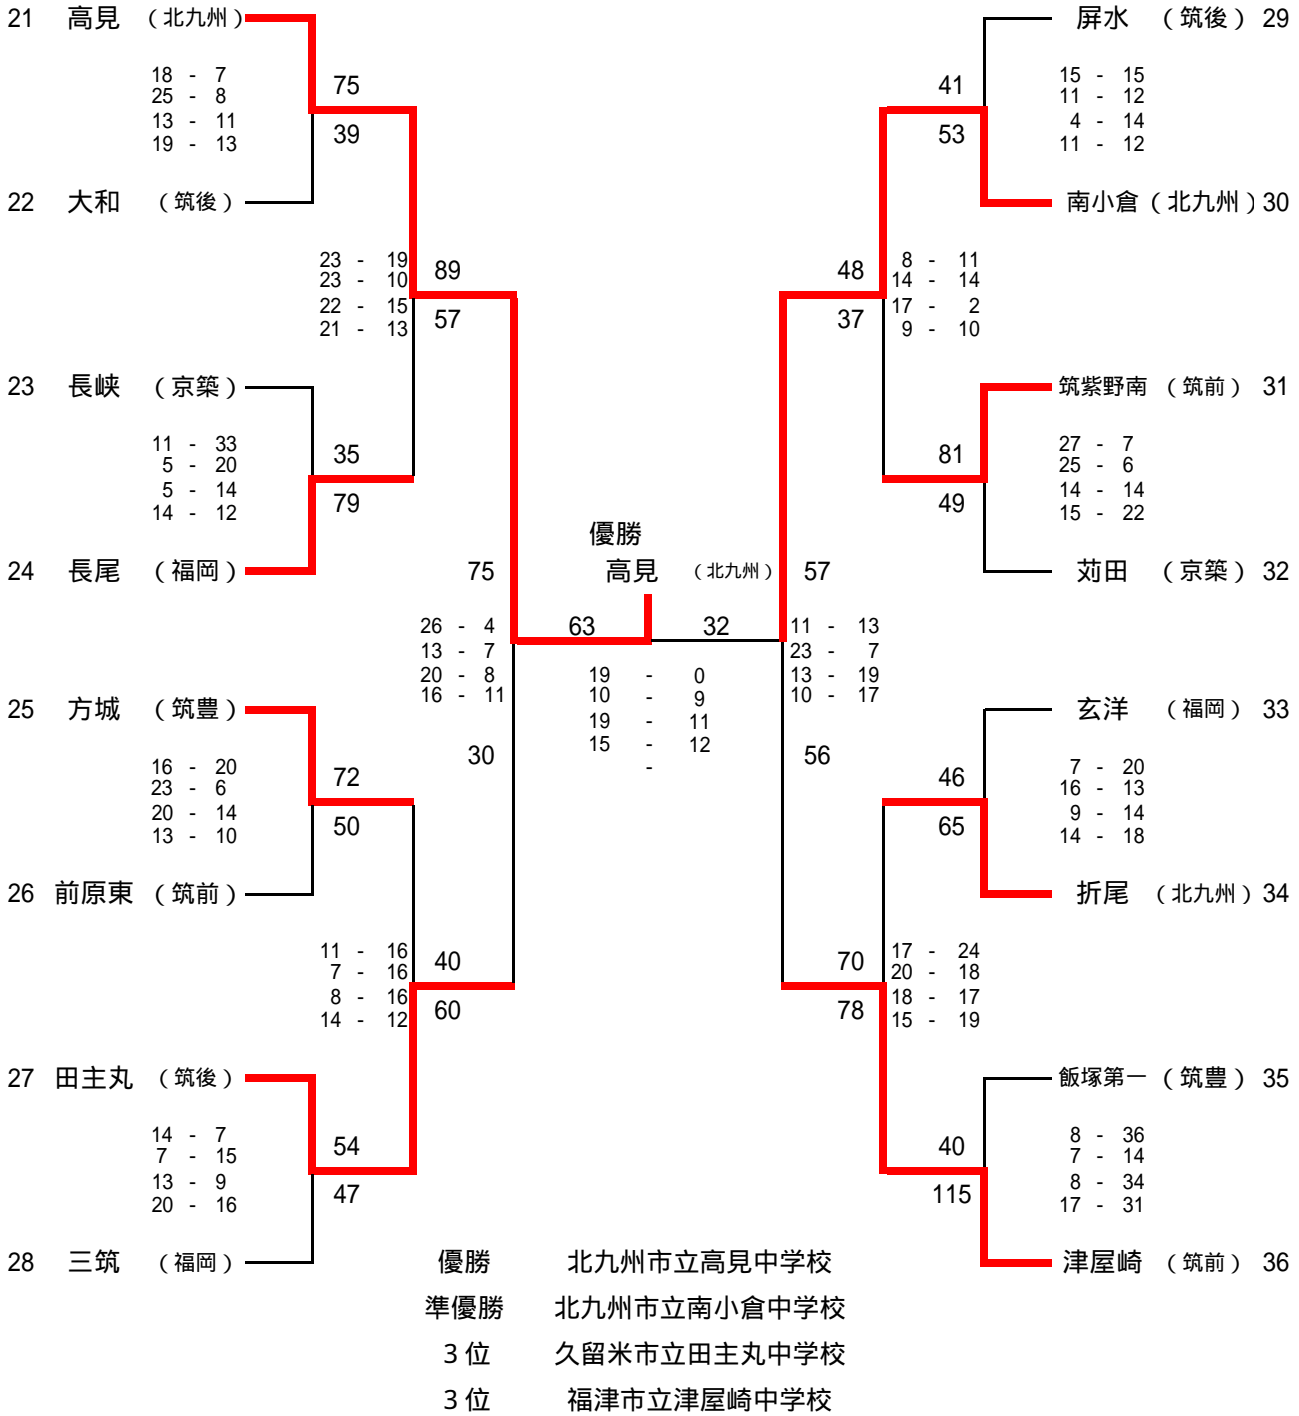 21 高見 （北九州）
18 - 7
25 - 8
13 - 11
19 - 13
75
39
22 大和 （筑後）
23 - 19
23 - 10
22 - 15
21 - 13
89
57
23 長峡 （京築）
11 - 33
5 - 20
5 - 14
14 - 12
35
79
24 長尾 （福岡）
75
26 - 4
13 - 7
20 - 8
16 - 11
30
25 方城 （筑豊）
16 - 20
23 - 6
20 - 14
13 - 10
72
50
26 前原東 （筑前）
11 - 16
7 - 16
8 - 16
14 - 12
40
60
27 田主丸 （筑後）
14 - 7
7 - 15
13 - 9
20 - 16
54
47
28 三筑 （福岡）
優勝
高見 （北九州）
63 32
19 - 0
10 - 9
19 - 11
15 - 12
-
屏水 （筑後） 29
41
53
15 - 15
11 - 12
4 - 14
11 - 12
南小倉 （北九州） 30
48
37
8 - 11
14 - 14
17 - 2
9 - 10
筑紫野南 （筑前） 31
81
49
27 - 7
25 - 6
14 - 14
15 - 22
苅田 （京築） 32
57
11 - 13
23 - 7
13 - 19
10 - 17
56
玄洋 （福岡） 33
46
65
7 - 20
16 - 13
9 - 14
14 - 18
折尾 （北九州） 34
70
78
17 - 24
20 - 18
18 - 17
15 - 19
飯塚第一 （筑豊） 35
40
115
8 - 36
7 - 14
8 - 34
17 - 31
津屋崎 （筑前） 36
優勝 北九州市立高見中学校
準優勝 北九州市立南小倉中学校
３位 久留米市立田主丸中学校
３位 福津市立津屋崎中学校